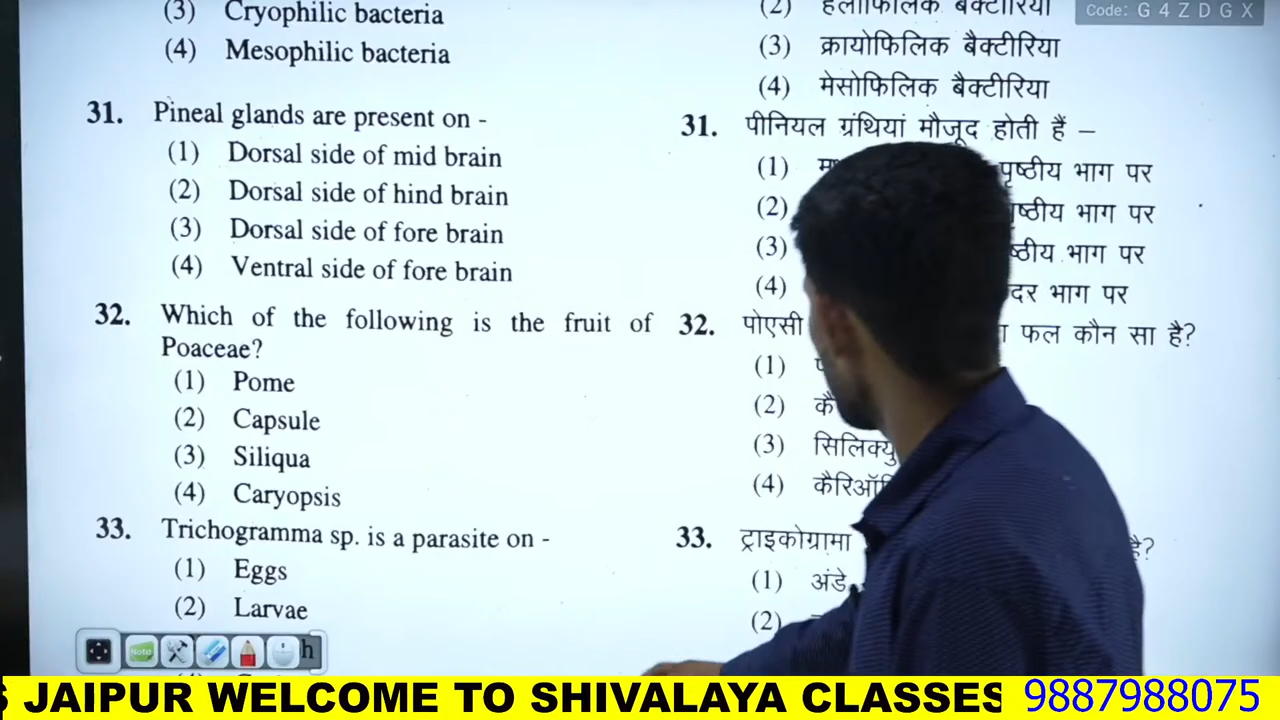 (3) Cryophilic bacteria
(4) Mesophilic bacteria
31. Pineal glands are present on -
(1) Dorsal side of mid brain
(2) Dorsal side of hind brain
(3) Dorsal side of fore brain
(4) Ventral side of fore brain
32. Which of the following is the fruit of
Poaceae?
(1) Pome
(2) Capsule
(3) Siliqua
(4) Caryopsis
33. Trichogramma sp. is a parasite on -
(1) Eggs
(2) Larvae
Code: G 4 Z D G X
(2) हेलोफिलिक बैक्टीरिया
(3) क्रायोफिलिक बैक्टीरिया
(4) मेसोफिलिक बैक्टीरिया
31. पीनियल ग्रंथियां मौजूद होती हैं –
(1) पृष्ठीय भाग पर
(2) भाग पर
(3) भाग पर
(4) भाग पर
32. पोएसी फल कौन सा है?
(1)
(2)
(3)
(4)
33. ट्राइकोग्रामा है?
(1) अंडे
(2)
Note
JAIPUR WELCOME TO SHIVALAYA CLASSES 9887988075